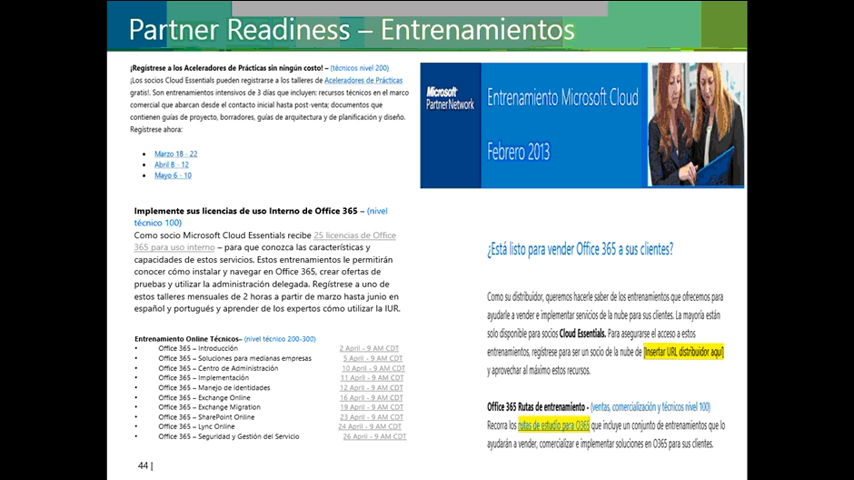 Partner Readiness – Entrenamientos
¡Regístrese a los Aceleradores de Prácticas sin ningún costo! – (técnicos nivel 200)
¡Los socios Cloud Essentials pueden registrarse a los talleres de Aceleradores de Prácticas
gratis!. Son entrenamientos intensivos de 3 días que incluyen: recursos técnicos en el marco
comercial que abarcan desde el contacto inicial hasta post-venta; documentos que
contienen guías de proyecto, borradores, guías de arquitectura y de planificación y diseño.
Regístrese ahora:
• Marzo 18 - 22
• Abril 8 - 12
• Mayo 6 - 10
Implemente sus licencias de uso Interno de Office 365 – (nivel
técnico 100)
Como socio Microsoft Cloud Essentials recibe 25 licencias de Office
365 para uso interno – para que conozca las características y
capacidades de estos servicios. Estos entrenamientos le permitirán
conocer cómo instalar y navegar en Office 365, crear ofertas de
pruebas y utilizar la administración delegada. Regístrese a uno de
estos talleres mensuales de 2 horas a partir de marzo hasta junio en
español y portugués y aprender de los expertos cómo utilizar la IUR.
Entrenamiento Online Técnicos– (nivel técnico 200-300)
• Office 365 – Introducción 2 April - 9 AM CDT
• Office 365 – Soluciones para medianas empresas 5 April - 9 AM CDT
• Office 365 – Centro de Administración 10 April - 9 AM CDT
• Office 365 – Implementación 11 April - 9 AM CDT
• Office 365 – Manejo de identidades 12 April - 9 AM CDT
• Office 365 – Exchange Online 16 April - 9 AM CDT
• Office 365 – Exchange Migration 19 April - 9 AM CDT
• Office 365 – SharePoint Online 23 April - 9 AM CDT
• Office 365 – Lync Online 24 April - 9 AM CDT
• Office 365 – Seguridad y Gestión del Servicio 26 April - 9 AM CDT
44 |
Microsoft
Partner Network
Entrenamiento Microsoft Cloud
Febrero 2013
¿Está listo para vender Office 365 a sus clientes?
Como su distribuidor, queremos hacerle saber de los entrenamientos que ofrecemos para
ayudarle a vender e implementar servicios de la nube para sus clientes. La mayoría están
solo disponible para socios Cloud Essentials. Para asegurarse el acceso a estos
entrenamientos, regístrese para ser un socio de la nube de [Insertar URL distribuidor aquí]
y aprovechar al máximo estos recursos.
Office 365 Rutas de entrenamiento - (ventas, comercialización y técnicos nivel 100)
Recorra los rutas de estudio para O365 que incluye un conjunto de entrenamientos que lo
ayudarán a vender, comercializar e implementar soluciones en O365 para sus clientes.